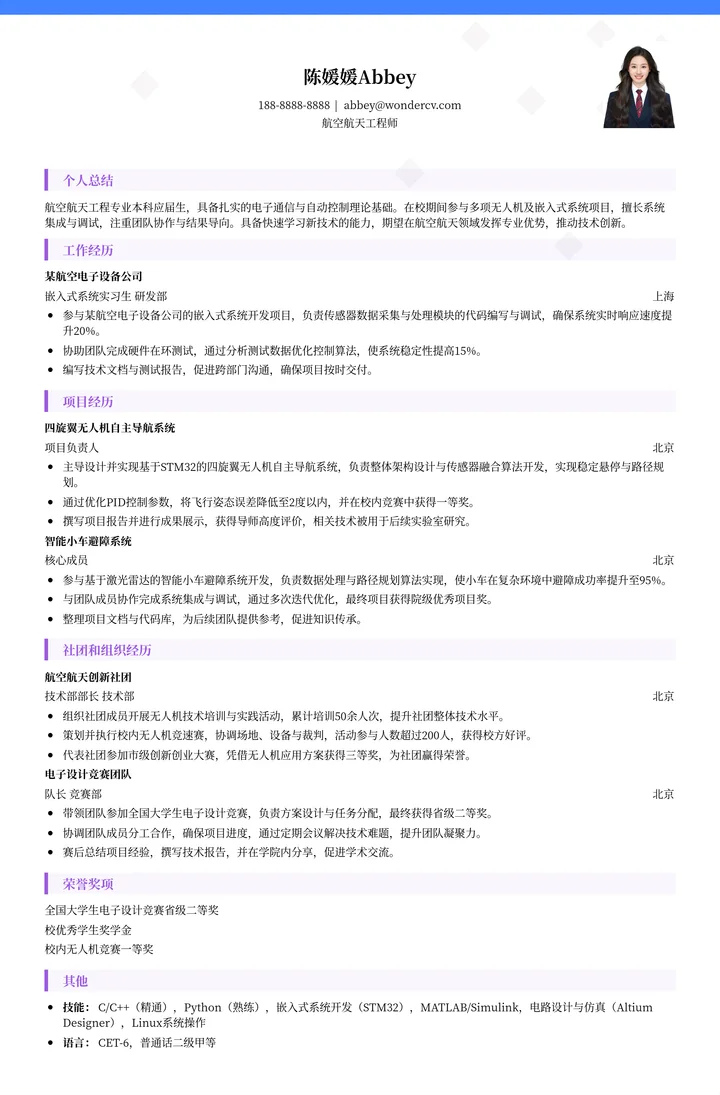 陈媛媛Abbey
188-8888-8888 | abbey@wondercv.com
航空航天工程师
个人总结
航空航天工程专业本科应届生，具备扎实的电子通信与自动控制理论基础。在校期间参与多项无人机及嵌入式系统项目，擅长系统
集成与调试，注重团队协作与结果导向。具备快速学习新技术的能力，期望在航空航天领域发挥专业优势，推动技术创新。
工作经历
某航空电子设备公司
嵌入式系统实习生 研发部 上海
• 参与某航空电子设备公司的嵌入式系统开发项目，负责传感器数据采集与处理模块的代码编写与调试，确保系统实时响应速度提
升20%。
• 协助团队完成硬件在环测试，通过分析测试数据优化控制算法，使系统稳定性提高15%。
• 编写技术文档与测试报告，促进跨部门沟通，确保项目按时交付。
项目经历
四旋翼无人机自主导航系统
项目负责人 北京
• 主导设计并实现基于STM32的四旋翼无人机自主导航系统，负责整体架构设计与传感器融合算法开发，实现稳定悬停与路径规
划。
• 通过优化PID控制参数，将飞行姿态误差降低至2度以内，并在校内竞赛中获得一等奖。
• 撰写项目报告并进行成果展示，获得导师高度评价，相关技术被用于后续实验室研究。
智能小车避障系统
核心成员 北京
• 参与基于激光雷达的智能小车避障系统开发，负责数据处理与路径规划算法实现，使小车在复杂环境中避障成功率提升至95%。
• 与团队成员协作完成系统集成与调试，通过多次迭代优化，最终项目获得院级优秀项目奖。
• 整理项目文档与代码库，为后续团队提供参考，促进知识传承。
社团和组织经历
航空航天创新社团
技术部部长 技术部 北京
• 组织社团成员开展无人机技术培训与实践活动，累计培训50余人次，提升社团整体技术水平。
• 策划并执行校内无人机竞速赛，协调场地、设备与裁判，活动参与人数超过200人，获得校方好评。
• 代表社团参加市级创新创业大赛，凭借无人机应用方案获得三等奖，为社团赢得荣誉。
电子设计竞赛团队
队长 竞赛部 北京
• 带领团队参加全国大学生电子设计竞赛，负责方案设计与任务分配，最终获得省级二等奖。
• 协调团队成员分工合作，确保项目进度，通过定期会议解决技术难题，提升团队凝聚力。
• 赛后总结项目经验，撰写技术报告，并在学院内分享，促进学术交流。
荣誉奖项
全国大学生电子设计竞赛省级二等奖
校优秀学生奖学金
校内无人机竞赛一等奖
其他
• 技能： C/C++（精通）, Python（熟练）, 嵌入式系统开发（STM32）, MATLAB/Simulink，电路设计与仿真（Altium
Designer）, Linux系统操作
• 语言： CET-6，普通话二级甲等